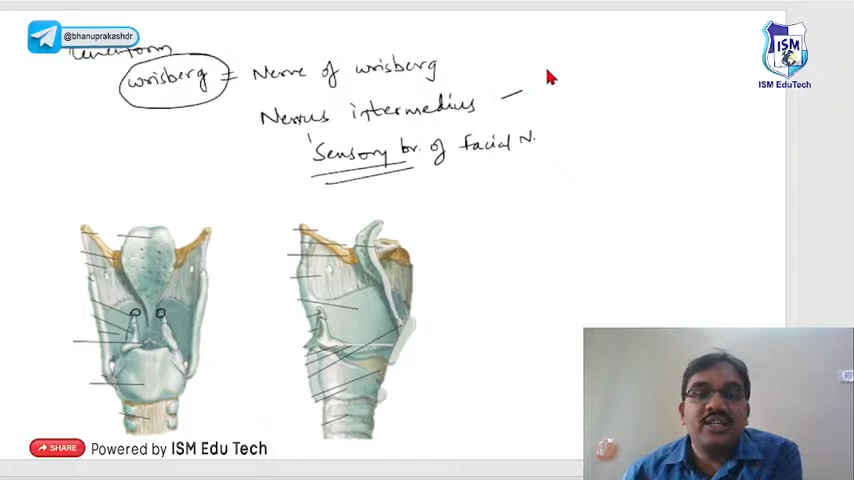 @bhanuprakashdr
ISM
ISM EduTech
wrisberg = Nerve of wrisberg
Nervus intermedius –
Sensory br. of facial N.
SHARE Powered by ISM Edu Tech